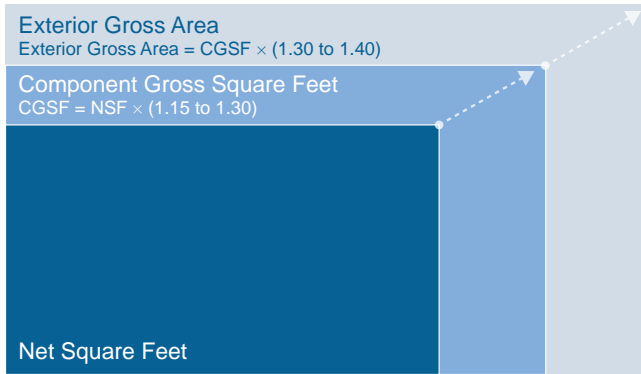 Exterior Gross Area
Exterior Gross Area = CGSF × (1.30 to 1.40)
Component Gross Square Feet
CGSF = NSF × (1.15 to 1.30)
Net Square Feet